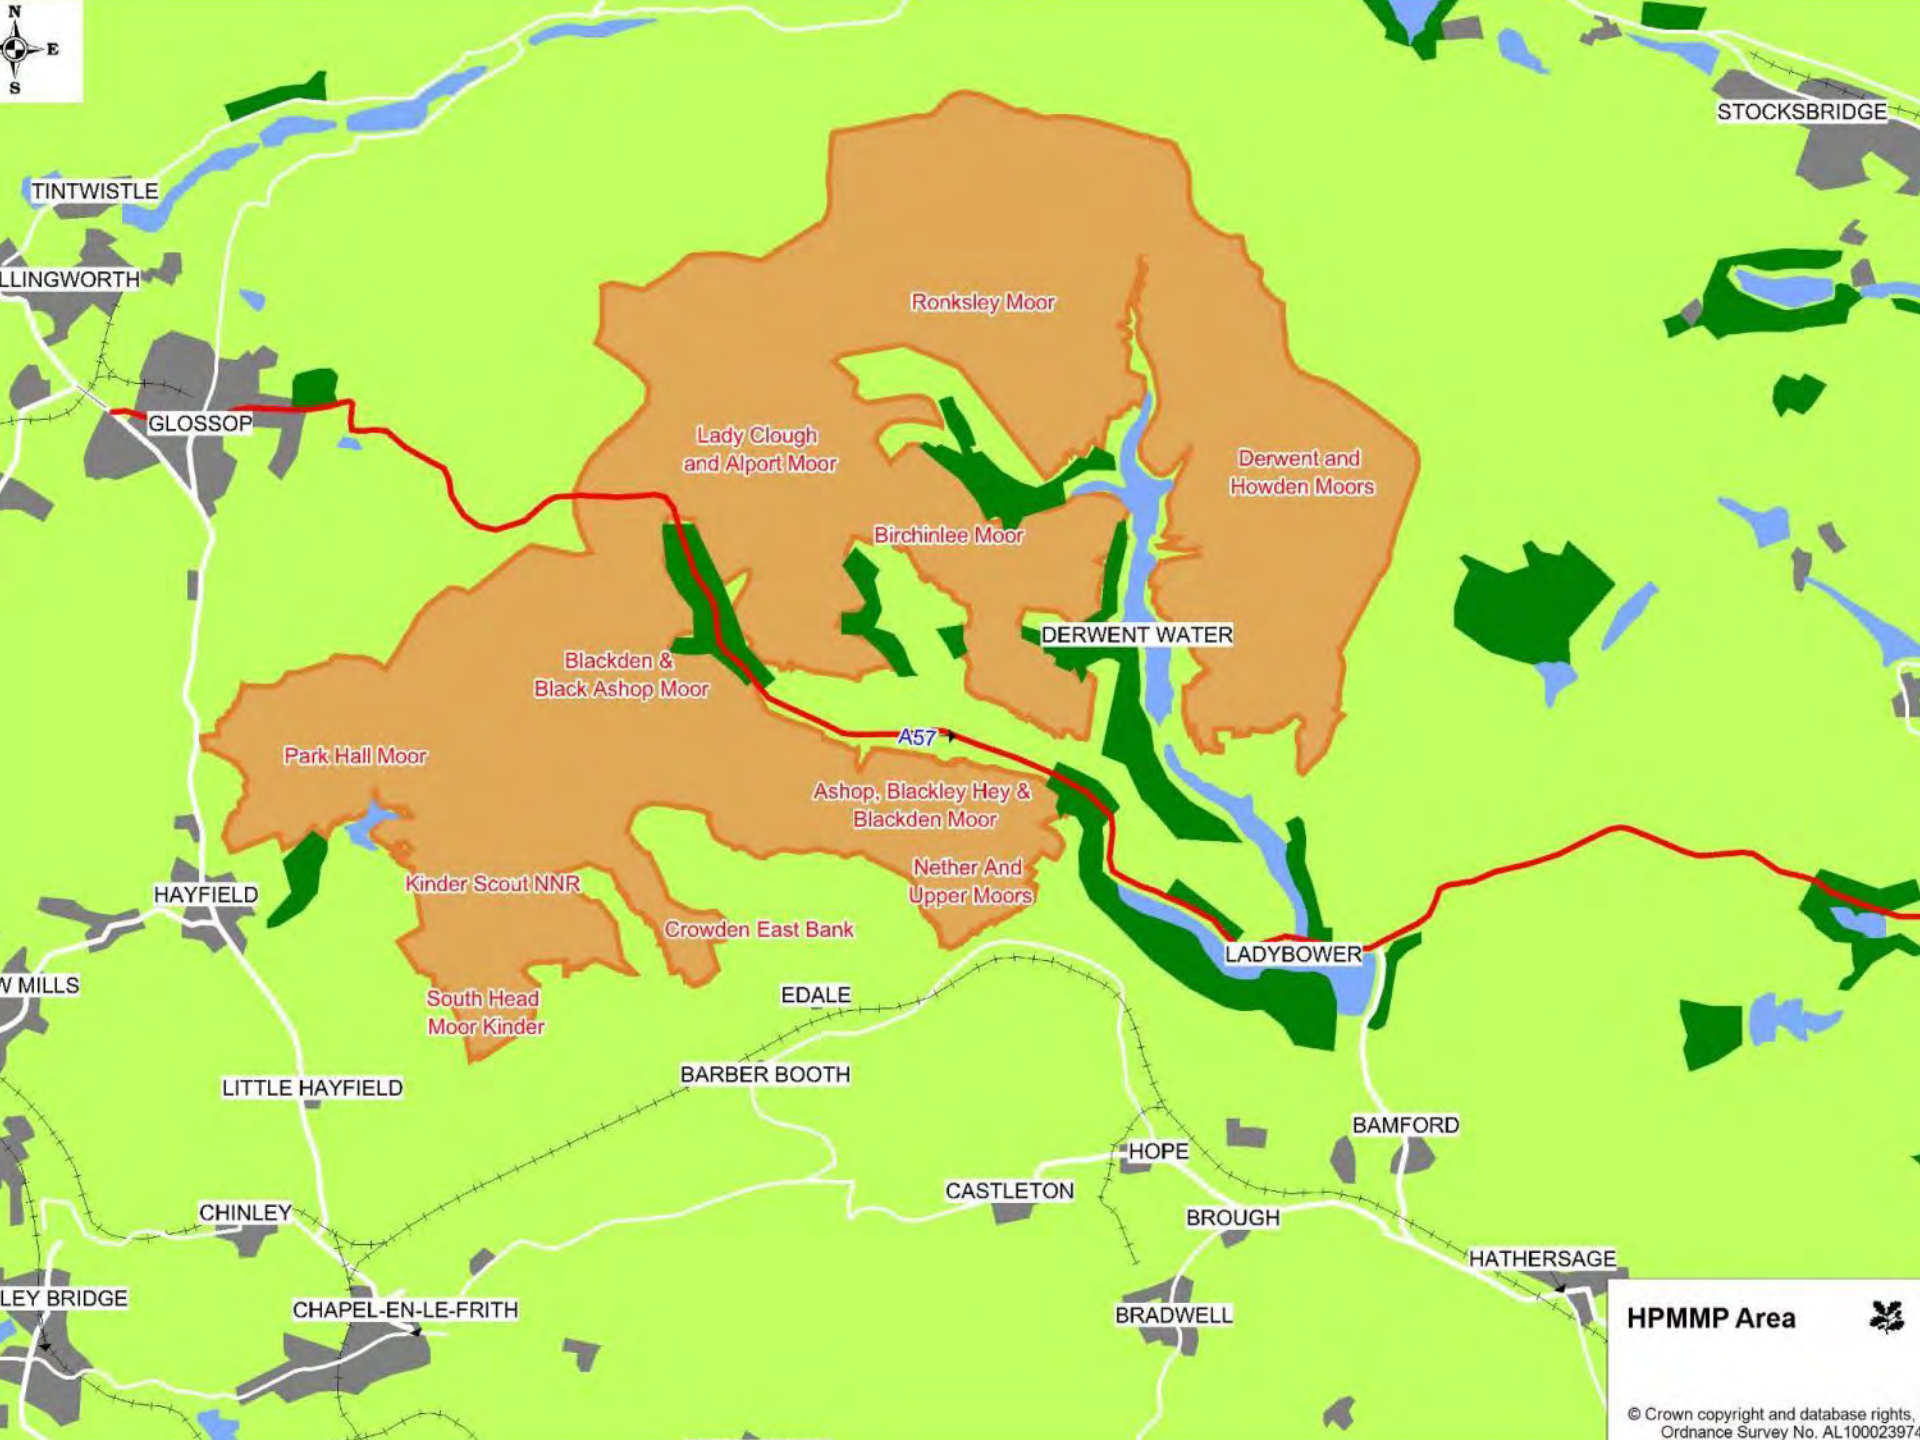 N
E
S
STOCKSBRIDGE
TINTWISTLE
LLINGWORTH
Ronksley Moor
GLOSSOP
Lady Clough
and Alport Moor
Derwent and
Howden Moors
Birchinlee Moor
DERWENT WATER
Blackden &
Black Ashop Moor
A57
Park Hall Moor
Ashop, Blackley Hey &
Blackden Moor
Nether And
Upper Moors
Kinder Scout NNR
HAYFIELD
Crowden East Bank
LADYBOWER
W MILLS
EDALE
South Head
Moor Kinder
BARBER BOOTH
LITTLE HAYFIELD
BAMFORD
HOPE
CASTLETON
CHINLEY
BROUGH
HATHERSAGE
LEY BRIDGE
CHAPEL-EN-LE-FRITH
BRADWELL
HPMMP Area
© Crown copyright and database rights,
Ordnance Survey No. AL100023974